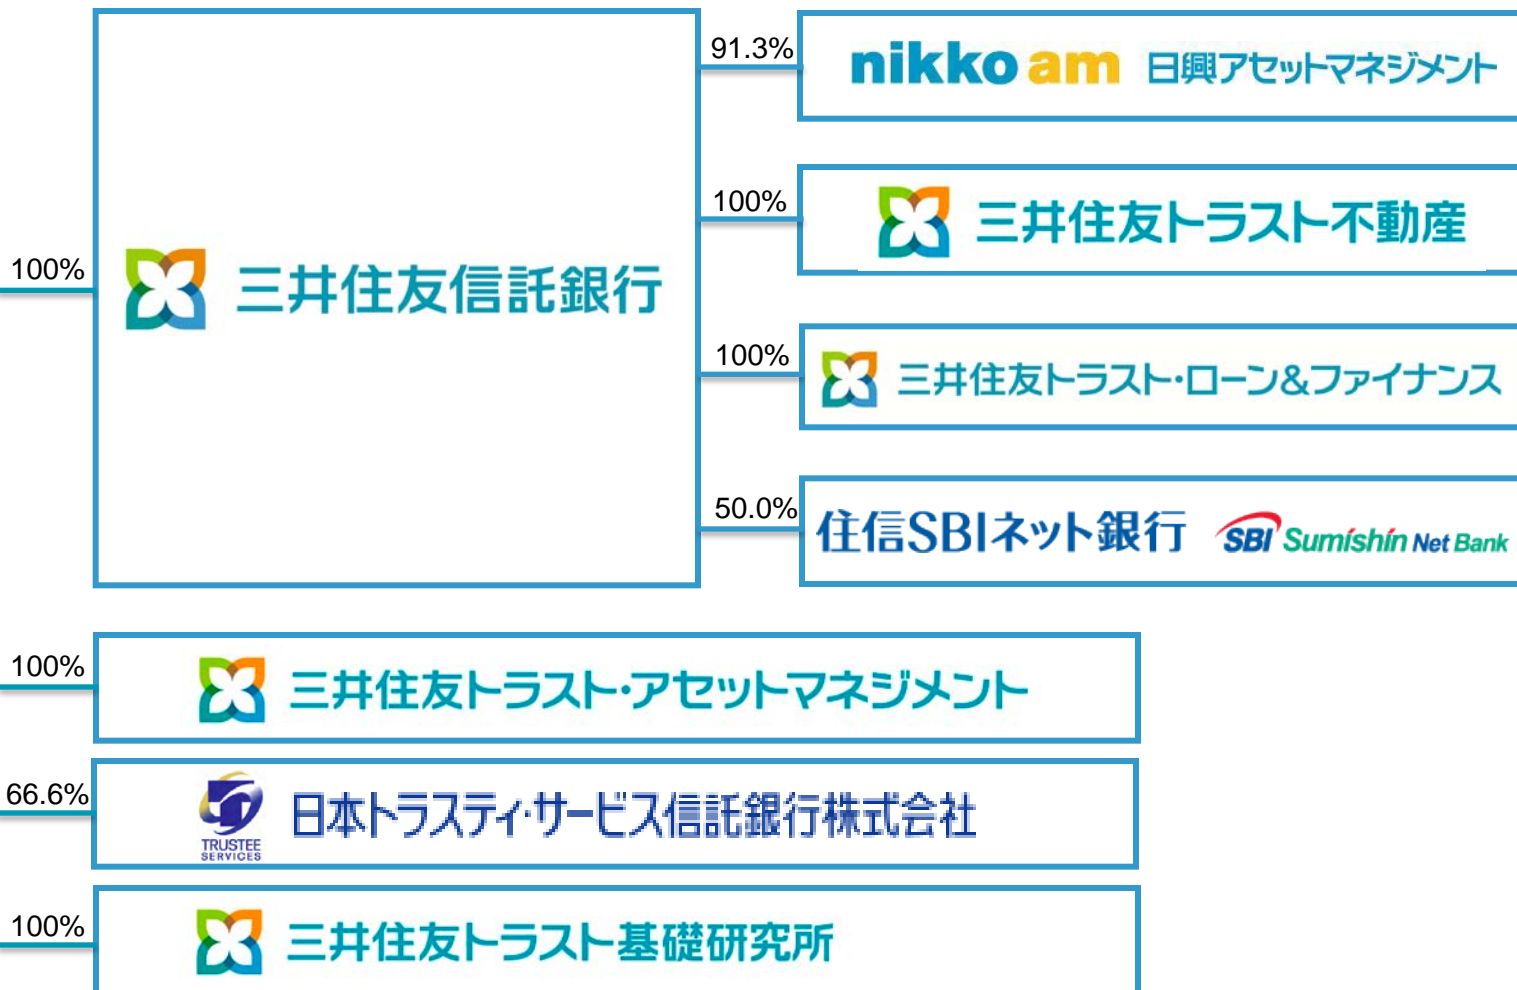 100%
三井住友信託銀行
91.3%
nikko am 日興アセットマネジメント
100%
三井住友トラスト不動産
100%
三井住友トラスト・ローン&ファイナンス
50.0%
住信SBIネット銀行 SBI Sumishin Net Bank
100%
三井住友トラスト・アセットマネジメント
66.6%
TRUSTEE
SERVICES
日本トラスティ・サービス信託銀行株式会社
100%
三井住友トラスト基礎研究所